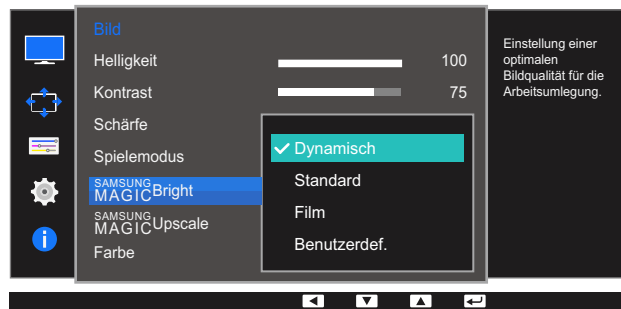 Bild
Helligkeit 100
Kontrast 75
Schärfe
Spielemodus
SAMSUNG
MAGICBright
SAMSUNG
MAGICUpscale
Farbe
Dynamisch
Standard
Film
Benutzerdef.
Einstellung einer
optimalen
Bildqualität für die
Arbeitsumlegung.